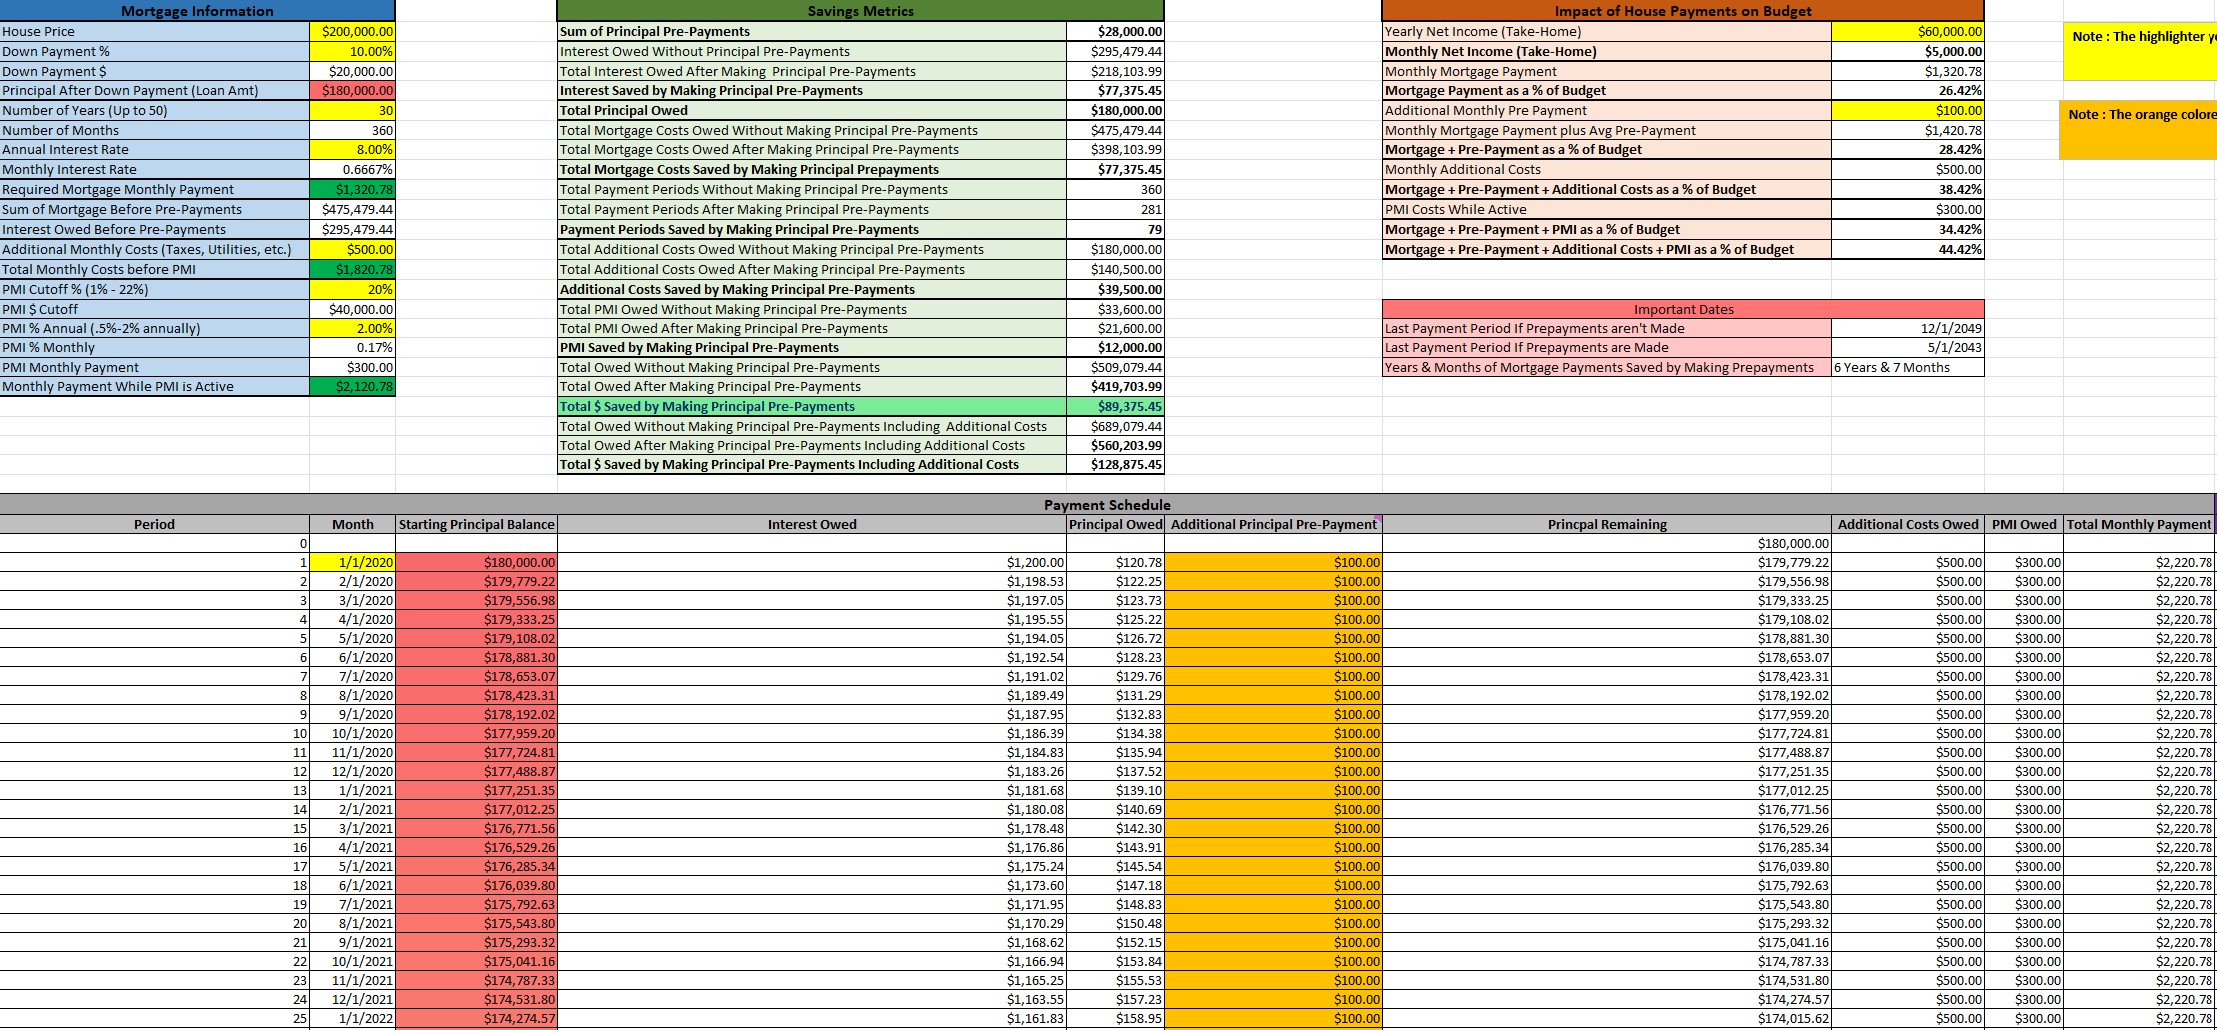 Mortgage Information
House Price $200,000.00
Down Payment % 10.00%
Down Payment $ $20,000.00
Principal After Down Payment (Loan Amt) $180,000.00
Number of Years (Up to 50) 30
Number of Months 360
Annual Interest Rate 8.00%
Monthly Interest Rate 0.6667%
Required Mortgage Monthly Payment $1,320.78
Sum of Mortgage Before Pre-Payments $475,479.44
Interest Owed Before Pre-Payments $295,479.44
Additional Monthly Costs (Taxes, Utilities, etc.) $500.00
Total Monthly Costs before PMI $1,820.78
PMI Cutoff % (1% - 22%) 20%
PMI $ Cutoff $40,000.00
PMI % Annual (.5%-2% annually) 2.00%
PMI % Monthly 0.17%
PMI Monthly Payment $300.00
Monthly Payment While PMI is Active $2,120.78
Savings Metrics
Sum of Principal Pre-Payments $28,000.00
Interest Owed Without Principal Pre-Payments $295,479.44
Total Interest Owed After Making Principal Pre-Payments $218,103.99
Interest Saved by Making Principal Pre-Payments $77,375.45
Total Principal Owed $180,000.00
Total Mortgage Costs Owed Without Making Principal Pre-Payments $475,479.44
Total Mortgage Costs Owed After Making Principal Pre-Payments $398,103.99
Total Mortgage Costs Saved by Making Principal Prepayments $77,375.45
Total Payment Periods Without Making Principal Pre-Payments 360
Total Payment Periods After Making Principal Pre-Payments 281
Payment Periods Saved by Making Principal Pre-Payments 79
Total Additional Costs Owed Without Making Principal Pre-Payments $180,000.00
Total Additional Costs Owed After Making Principal Pre-Payments $140,500.00
Additional Costs Saved by Making Principal Pre-Payments $39,500.00
Total PMI Owed Without Making Principal Pre-Payments $33,600.00
Total PMI Owed After Making Principal Pre-Payments $21,600.00
PMI Saved by Making Principal Pre-Payments $12,000.00
Total Owed Without Making Principal Pre-Payments $509,079.44
Total Owed After Making Principal Pre-Payments $419,703.99
Total $ Saved by Making Principal Pre-Payments $89,375.45
Total Owed Without Making Principal Pre-Payments Including Additional Costs $689,079.44
Total Owed After Making Principal Pre-Payments Including Additional Costs $560,203.99
Total $ Saved by Making Principal Pre-Payments Including Additional Costs $128,875.45
Impact of House Payments on Budget
Yearly Net Income (Take-Home) $60,000.00
Monthly Net Income (Take-Home) $5,000.00
Monthly Mortgage Payment $1,320.78
Mortgage Payment as a % of Budget 26.42%
Additional Monthly Pre Payment $100.00
Monthly Mortgage Payment plus Avg Pre-Payment $1,420.78
Mortgage + Pre-Payment as a % of Budget 28.42%
Monthly Additional Costs $500.00
Mortgage + Pre-Payment + Additional Costs as a % of Budget 38.42%
PMI Costs While Active $300.00
Mortgage + Pre-Payment + PMI as a % of Budget 34.42%
Mortgage + Pre-Payment + Additional Costs + PMI as a % of Budget 44.42%
Important Dates
Last Payment Period If Prepayments aren't Made 12/1/2049
Last Payment Period If Prepayments are Made 5/1/2043
Years & Months of Mortgage Payments Saved by Making Prepayments 6 Years & 7 Months
Note : The highlighter
Note : The orange
Payment Schedule
Period Month Starting Principal Balance Interest Owed Principal Owed Additional Principal Pre-Payment Princpal Remaining Additional Costs Owed PMI Owed Total Monthly Payment
0 $180,000.00
1 1/1/2020 $180,000.00 $1,200.00 $120.78 $100.00 $179,779.22 $500.00 $300.00 $2,220.78
2 2/1/2020 $179,779.22 $1,198.53 $122.25 $100.00 $179,556.98 $500.00 $300.00 $2,220.78
3 3/1/2020 $179,556.98 $1,197.05 $123.73 $100.00 $179,333.25 $500.00 $300.00 $2,220.78
4 4/1/2020 $179,333.25 $1,195.55 $125.22 $100.00 $179,108.02 $500.00 $300.00 $2,220.78
5 5/1/2020 $179,108.02 $1,194.05 $126.72 $100.00 $178,881.30 $500.00 $300.00 $2,220.78
6 6/1/2020 $178,881.30 $1,192.54 $128.23 $100.00 $178,653.07 $500.00 $300.00 $2,220.78
7 7/1/2020 $178,653.07 $1,191.02 $129.76 $100.00 $178,423.31 $500.00 $300.00 $2,220.78
8 8/1/2020 $178,423.31 $1,189.49 $131.29 $100.00 $178,192.02 $500.00 $300.00 $2,220.78
9 9/1/2020 $178,192.02 $1,187.95 $132.83 $100.00 $177,959.20 $500.00 $300.00 $2,220.78
10 10/1/2020 $177,959.20 $1,186.39 $134.38 $100.00 $177,724.81 $500.00 $300.00 $2,220.78
11 11/1/2020 $177,724.81 $1,184.83 $135.94 $100.00 $177,488.87 $500.00 $300.00 $2,220.78
12 12/1/2020 $177,488.87 $1,183.26 $137.52 $100.00 $177,251.35 $500.00 $300.00 $2,220.78
13 1/1/2021 $177,251.35 $1,181.68 $139.10 $100.00 $177,012.25 $500.00 $300.00 $2,220.78
14 2/1/2021 $177,012.25 $1,180.08 $140.69 $100.00 $176,771.56 $500.00 $300.00 $2,220.78
15 3/1/2021 $176,771.56 $1,178.48 $142.30 $100.00 $176,529.26 $500.00 $300.00 $2,220.78
16 4/1/2021 $176,529.26 $1,176.86 $143.91 $100.00 $176,285.34 $500.00 $300.00 $2,220.78
17 5/1/2021 $176,285.34 $1,175.24 $145.54 $100.00 $176,039.80 $500.00 $300.00 $2,220.78
18 6/1/2021 $176,039.80 $1,173.60 $147.18 $100.00 $175,792.63 $500.00 $300.00 $2,220.78
19 7/1/2021 $175,792.63 $1,171.95 $148.83 $100.00 $175,543.80 $500.00 $300.00 $2,220.78
20 8/1/2021 $175,543.80 $1,170.29 $150.48 $100.00 $175,293.32 $500.00 $300.00 $2,220.78
21 9/1/2021 $175,293.32 $1,168.62 $152.15 $100.00 $175,041.16 $500.00 $300.00 $2,220.78
22 10/1/2021 $175,041.16 $1,166.94 $153.84 $100.00 $174,787.33 $500.00 $300.00 $2,220.78
23 11/1/2021 $174,787.33 $1,165.25 $155.53 $100.00 $174,531.80 $500.00 $300.00 $2,220.78
24 12/1/2021 $174,531.80 $1,163.55 $157.23 $100.00 $174,274.57 $500.00 $300.00 $2,220.78
25 1/1/2022 $174,274.57 $1,161.83 $158.95 $100.00 $174,015.62 $500.00 $300.00 $2,220.78